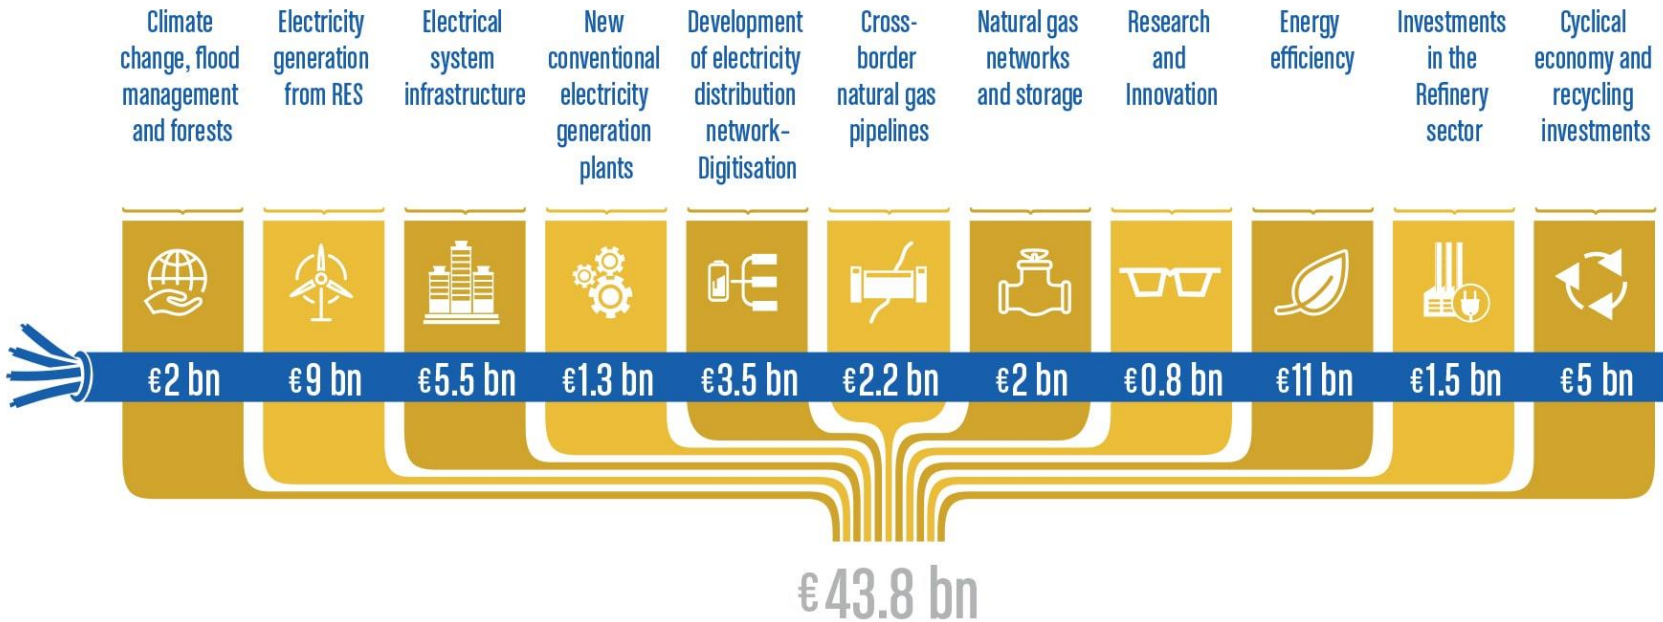 Climate
change, flood
management
and forests
Electricity
generation
from RES
Electrical
system
infrastructure
New
conventional
electricity
generation
plants
Development
of electricity
distribution
network-
Digitisation
Cross-
border
natural gas
pipelines
Natural gas
networks
and storage
Research
and
Innovation
Energy
efficiency
Investments
in the
Refinery
sector
Cyclical
economy and
recycling
investments
€2 bn
€9 bn
€5.5 bn
€1.3 bn
€3.5 bn
€2.2 bn
€2 bn
€0.8 bn
€11 bn
€1.5 bn
€5 bn
€43.8 bn